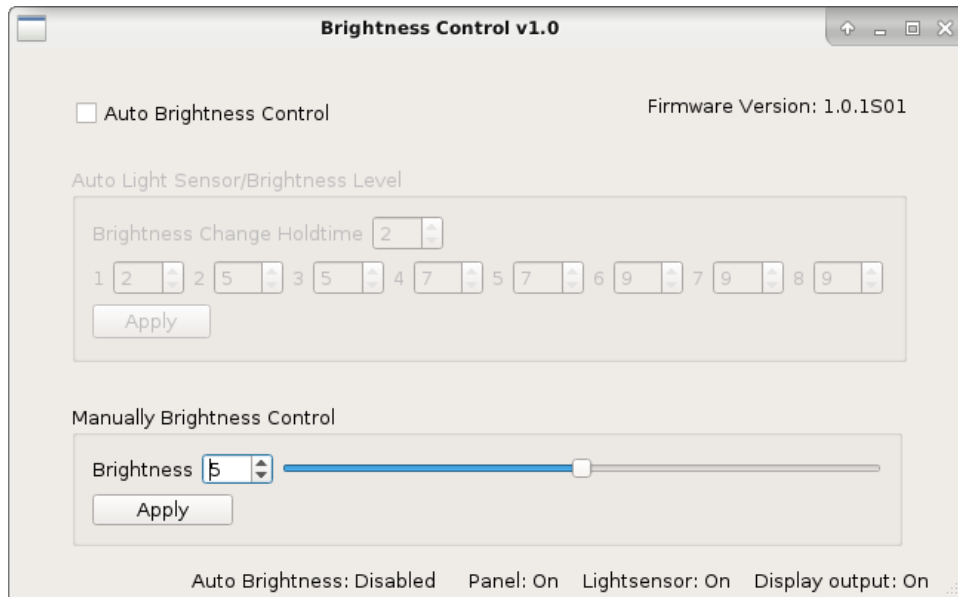 Brightness Control v1.0
Auto Brightness Control
Firmware Version: 1.0.1S01
Auto Light Sensor/Brightness Level
Brightness Change Holdtime 2
1 2 2 5 3 5 4 7 5 7 6 9 7 9 8 9
Apply
Manually Brightness Control
Brightness 5
Apply
Auto Brightness: Disabled Panel: On Lightsensor: On Display output: On